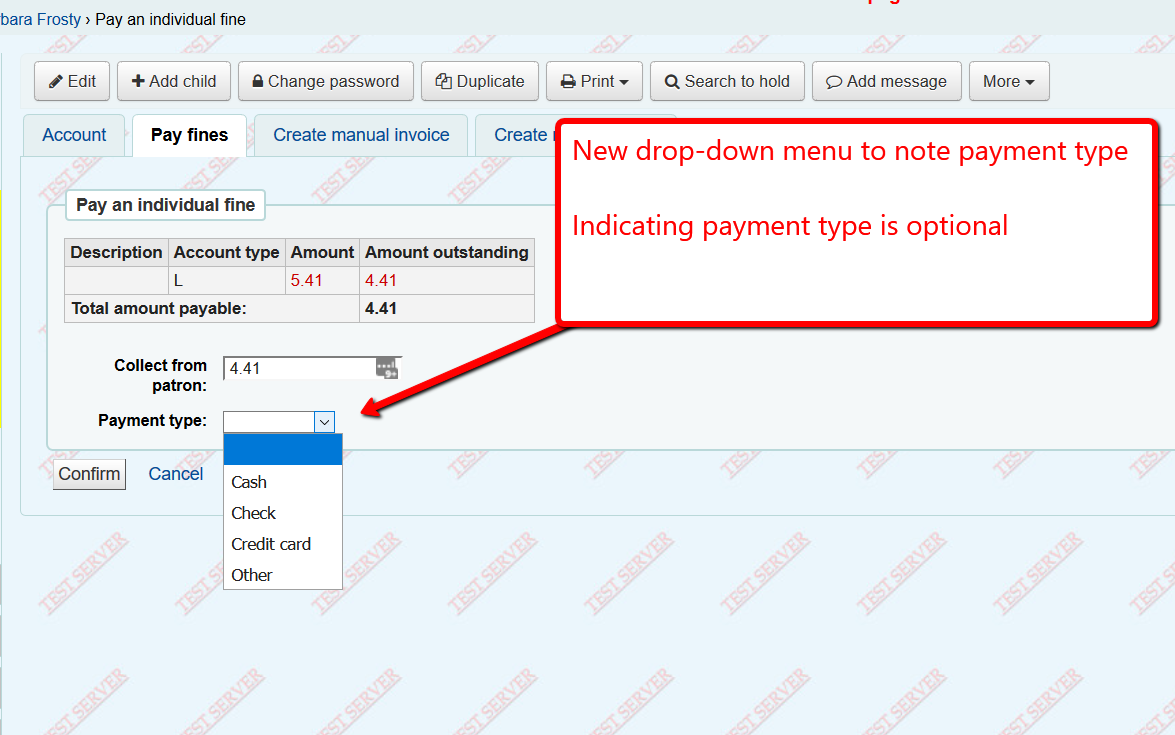 bara Frosty › Pay an individual fine
Edit Add child Change password Duplicate Print Search to hold Add message More
Account Pay fines Create manual invoice Create
New drop-down menu to note payment type
Indicating payment type is optional
Pay an individual fine
Description Account type Amount Amount outstanding
L 5.41 4.41
Total amount payable: 4.41
Collect from
patron: 4.41
Payment type:
Confirm Cancel
Cash
Check
Credit card
Other
TEST SERVER